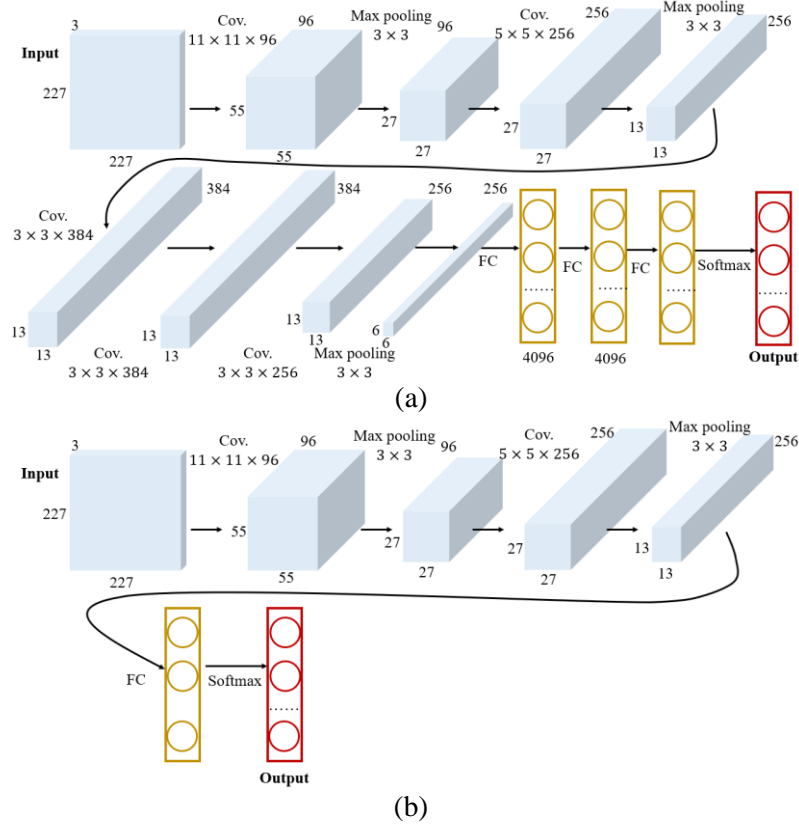 3
Cov.
11 × 11 × 96
96
Max pooling
3 × 3
96
Cov.
5 × 5 × 256
256
Max pooling
3 × 3
256
Input
227
227
55
55
27
27
27
27
13
13
Cov.
3 × 3 × 384
384
384
256
256
FC
FC
FC
Softmax
......
......
......
......
13
13
13
13
13
13
6
6
4096
4096
Output
Cov.
3 × 3 × 384
Cov.
3 × 3 × 256
Max pooling
3 × 3
(a)
3
Cov.
11 × 11 × 96
96
Max pooling
3 × 3
96
Cov.
5 × 5 × 256
256
Max pooling
3 × 3
256
Input
227
227
55
55
27
27
27
27
13
13
FC
Softmax
......
Output
(b)